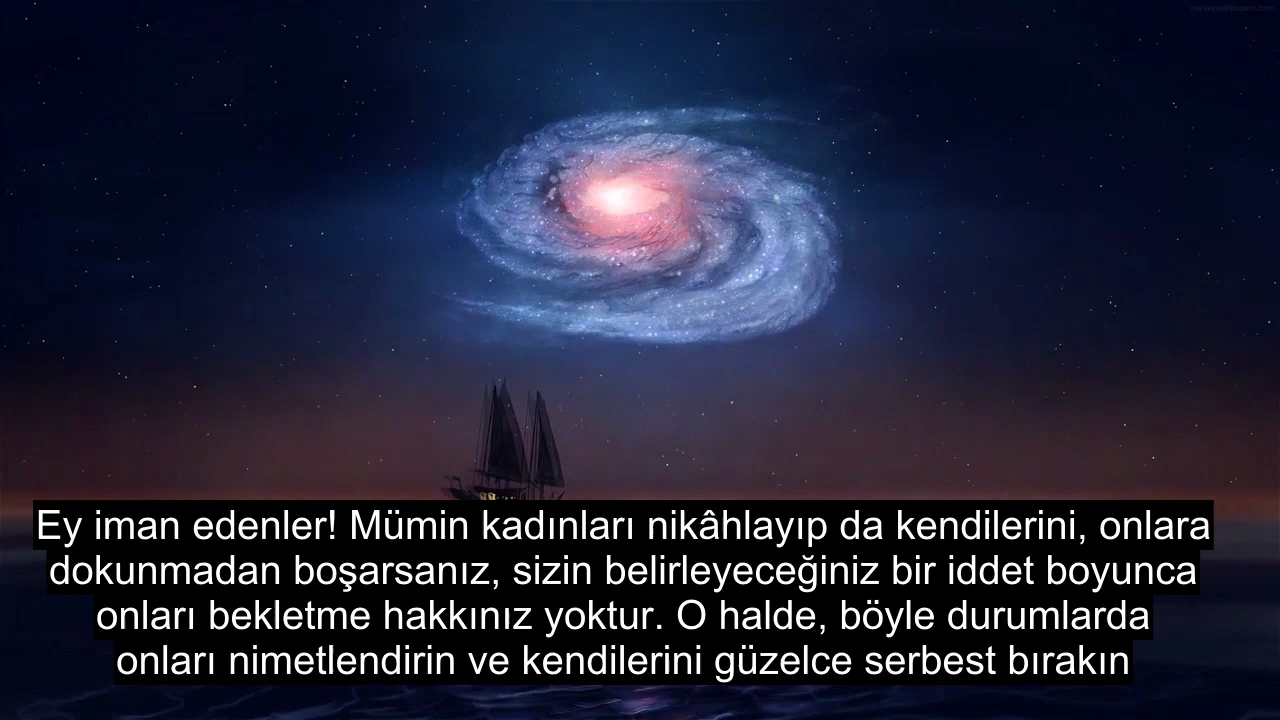 Ey iman edenler! Mümin kadınları nikâhlayıp da kendilerini, onlara
dokunmadan boşarsanız, sizin belirleyeceğiniz bir iddet boyunca
onları bekletme hakkınız yoktur. O halde, böyle durumlarda
onları nimetlendirin ve kendilerini güzelce serbest bırakın